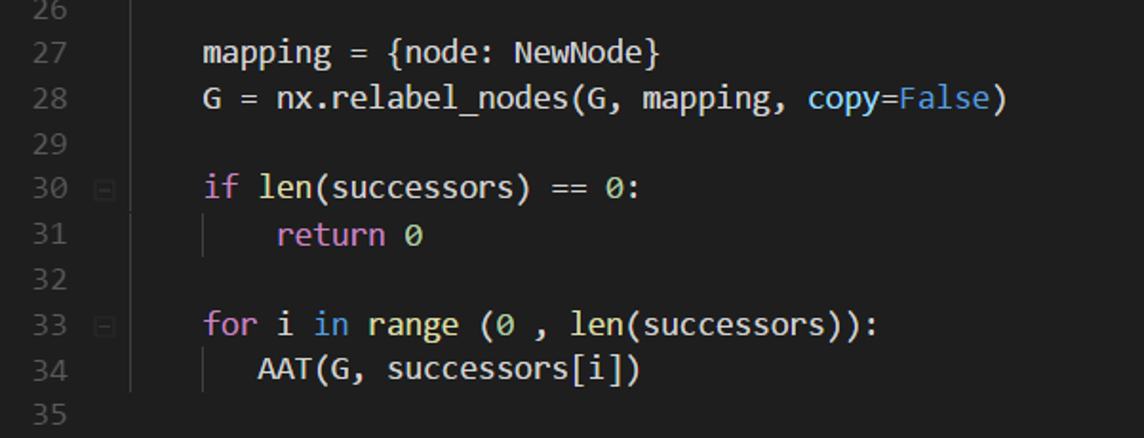 26
27 mapping = {node: NewNode}
28 G = nx.relabel_nodes(G, mapping, copy=False)
29
30 if len(successors) == 0:
31 return 0
32
33 for i in range (0 , len(successors)):
34 AAT(G, successors[i])
35